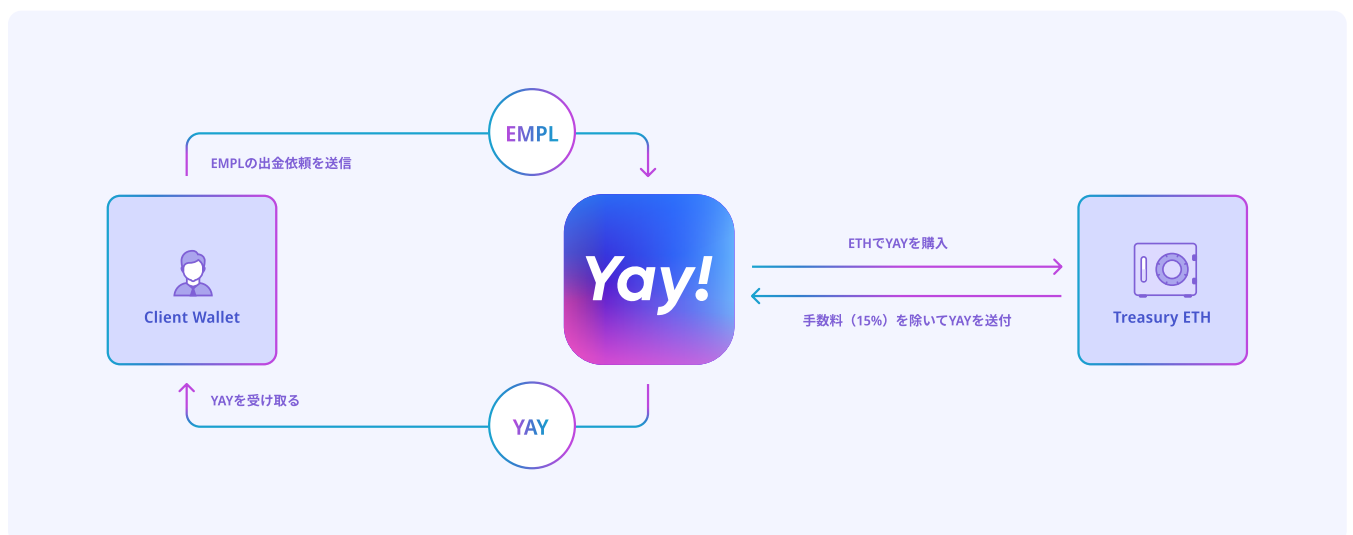 EMPL
EMPLの出金依頼を送信
Client Wallet
Yay!
ETHでYAYを購入
手数料（15%）を除いてYAYを送付
Treasury ETH
YAYを受け取る
YAY